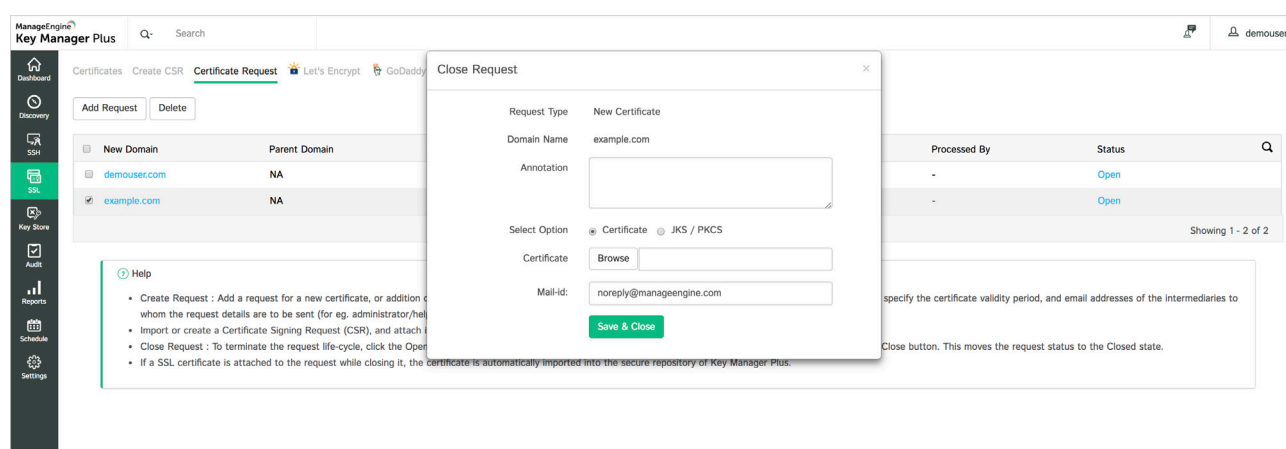 ManageEngine
Key Manager Plus
Search
demouser
Dashboard
Discovery
SSH
SSL
Key Store
Audit
Reports
Schedule
Settings
Certificates Create CSR Certificate Request Let's Encrypt GoDaddy
Add Request Delete
New Domain Parent Domain Processed By Status
demouser.com NA - Open
example.com NA - Open
Showing 1 - 2 of 2
Close Request ×
Request Type New Certificate
Domain Name example.com
Annotation
Select Option Certificate JKS / PKCS
Certificate Browse
Mail-id: noreply@manageengine.com
Save & Close
? Help
• Create Request : Add a request for a new certificate, or addition specify the certificate validity period, and email addresses of the intermediaries to
whom the request details are to be sent (for eg. administrator/
• Import or create a Certificate Signing Request (CSR), and attach
• Close Request : To terminate the request life-cycle, click the Open Close button. This moves the request status to the Closed state.
• If a SSL certificate is attached to the request while closing it, the certificate is automatically imported into the secure repository of Key Manager Plus.